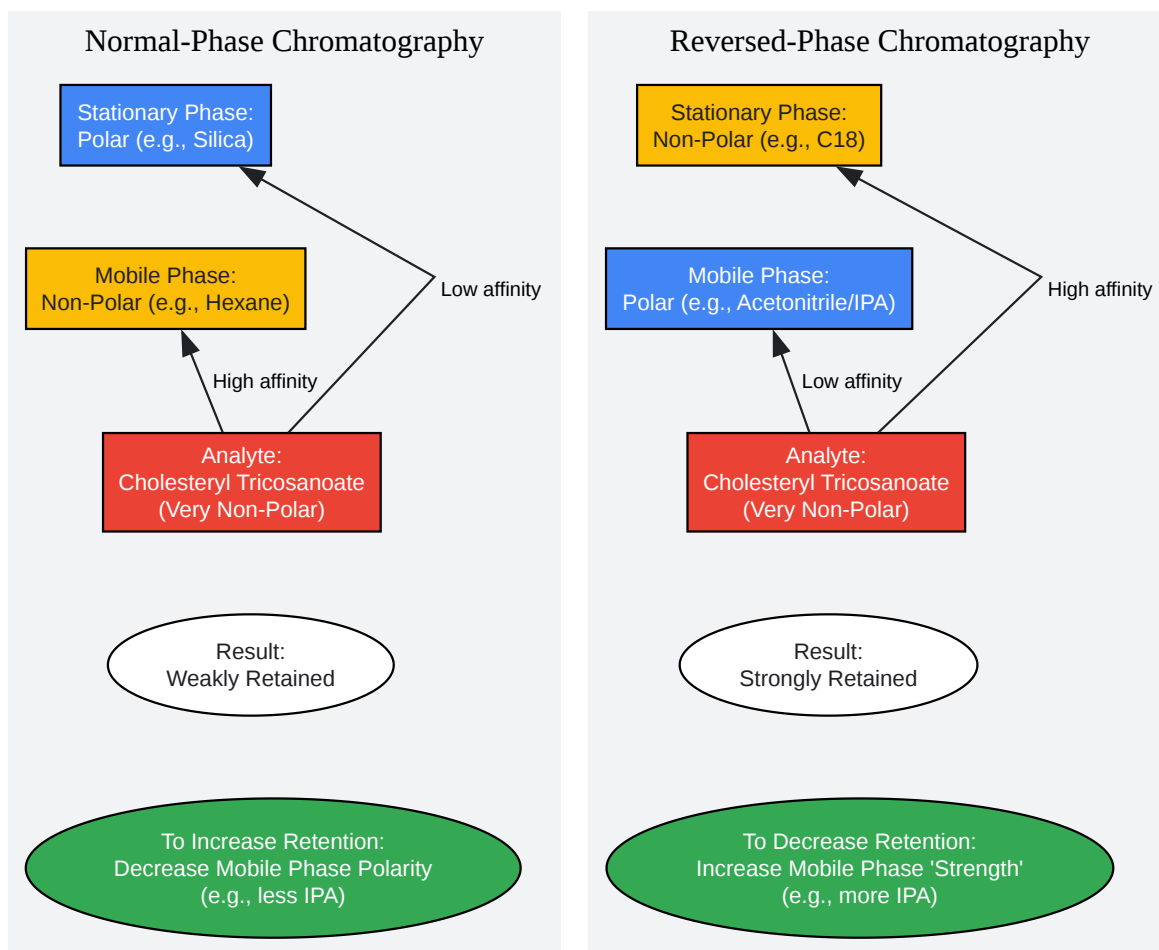 Normal-Phase Chromatography
Stationary Phase:
Polar (e.g., Silica)
Mobile Phase:
Non-Polar (e.g., Hexane)
Low affinity
High affinity
Analyte:
Cholesteryl Tricosanoate
(Very Non-Polar)
Result:
Weakly Retained
To Increase Retention:
Decrease Mobile Phase Polarity
(e.g., less IPA)
Reversed-Phase Chromatography
Stationary Phase:
Non-Polar (e.g., C18)
Mobile Phase:
Polar (e.g., Acetonitrile/IPA)
High affinity
Low affinity
Analyte:
Cholesteryl Tricosanoate
(Very Non-Polar)
Result:
Strongly Retained
To Decrease Retention:
Increase Mobile Phase 'Strength'
(e.g., more IPA)